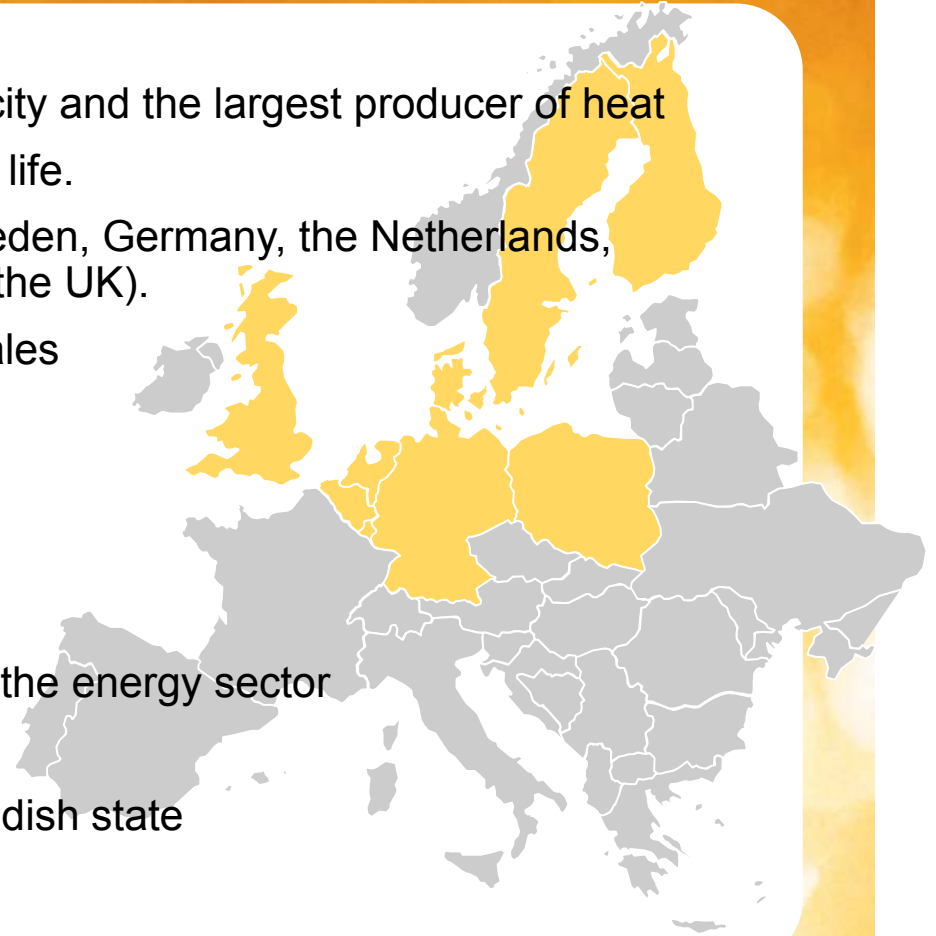 city and the largest producer of heat
life.
eden, Germany, the Netherlands,
the UK).
ales
the energy sector
dish state